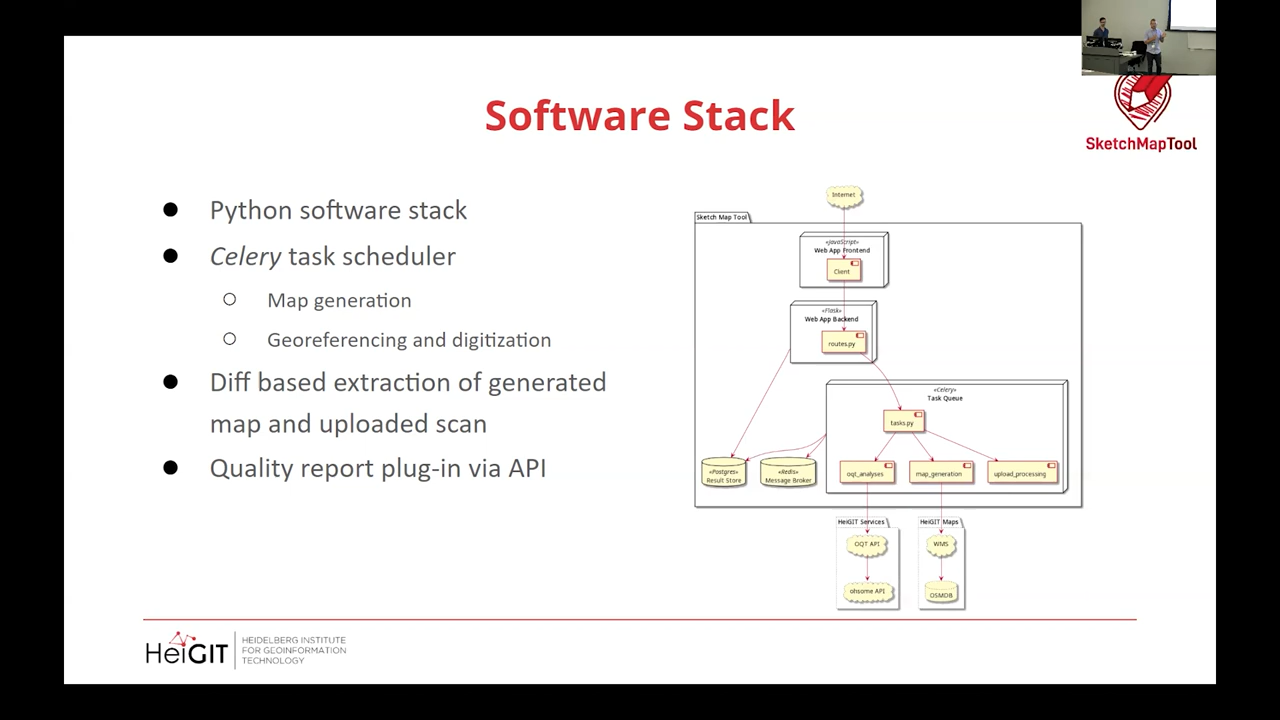 Software Stack
SketchMapTool
Python software stack
Celery task scheduler
Map generation
Georeferencing and digitization
Diff based extraction of generated
map and uploaded scan
Quality report plug-in via API
Internet
Sketch Map Tool
«JavaScript»
Web App Frontend
Client
«Flask»
Web App Backend
routes.py
«Celery»
Task Queue
tasks.py
«Postgres»
Result Store
«Redis»
Message Broker
oqt_analyses
map_generation
upload_processing
HeiGIT Services
HeiGIT Maps
OQT API
WMS
ohsome API
OSMDB
HeiGIT
HEIDELBERG INSTITUTE
FOR GEOINFORMATION
TECHNOLOGY